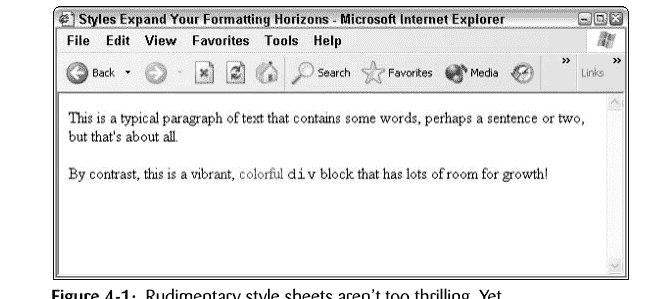 Styles Expand Your Formatting Horizons - Microsoft Internet Explorer
File Edit View Favorites Tools Help
Back Search Favorites Media » Links »
This is a typical paragraph of text that contains some words, perhaps a sentence or two,
but that's about all.
By contrast, this is a vibrant, colorful div block that has lots of room for growth!
Figure 4-1: Rudimentary style sheets aren't too thrilling. Yet.